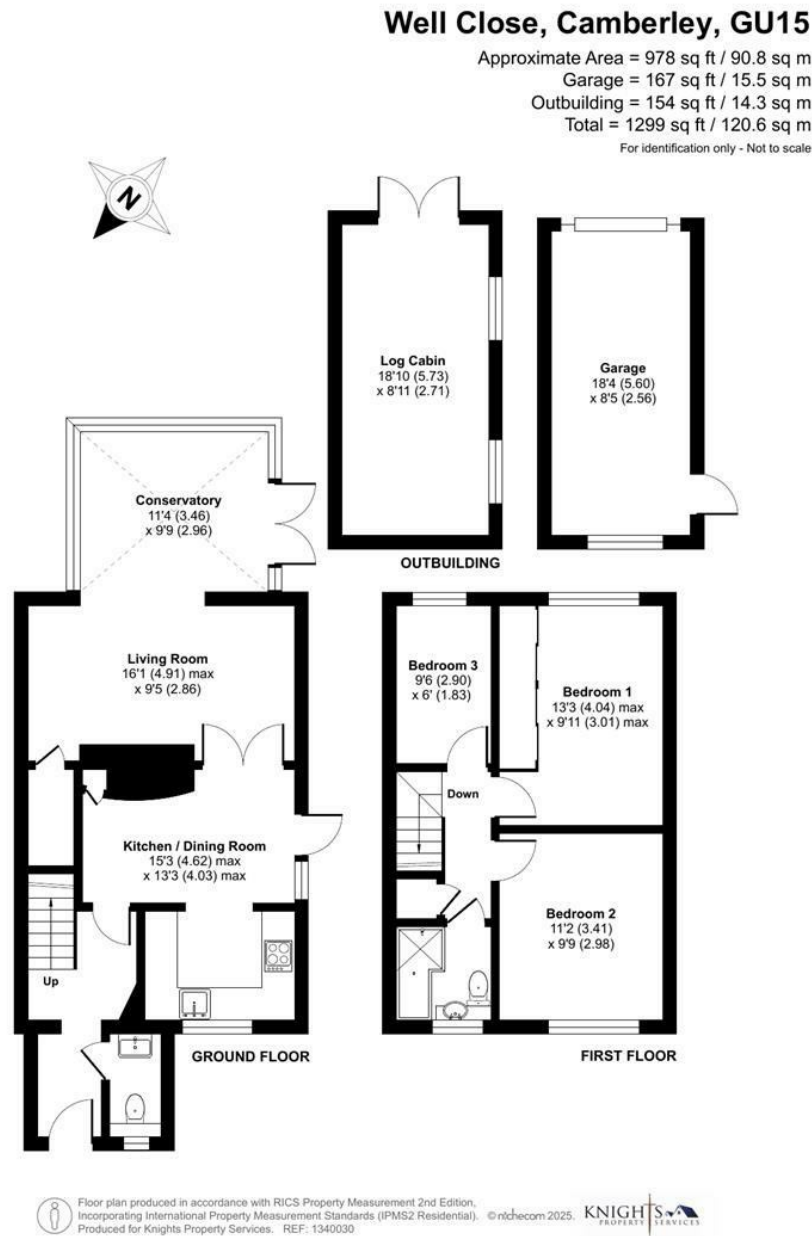 Well Close, Camberley, GU15
Approximate Area = 978 sq ft / 90.8 sq m
Garage = 167 sq ft / 15.5 sq m
Outbuilding = 154 sq ft / 14.3 sq m
Total = 1299 sq ft / 120.6 sq m
For identification only - Not to scale
N
Log Cabin
18'10 (5.73)
x 8'11 (2.71)
Garage
18'4 (5.60)
x 8'5 (2.56)
Conservatory
11'4 (3.46)
x 9'9 (2.96)
OUTBUILDING
Living Room
16'1 (4.91) max
x 9'5 (2.86)
Bedroom 3
9'6 (2.90)
x 6' (1.83)
Bedroom 1
13'3 (4.04) max
x 9'11 (3.01) max
Down
Kitchen / Dining Room
15'3 (4.62) max
x 13'3 (4.03) max
Bedroom 2
11'2 (3.41)
x 9'9 (2.98)
Up
GROUND FLOOR
FIRST FLOOR
Floor plan produced in accordance with RICS Property Measurement 2nd Edition,
Incorporating International Property Measurement Standards (IPMS2 Residential). © nichecom 2025.
Produced for Knights Property Services. REF: 1340030
KNIGHTS
PROPERTY SERVICES